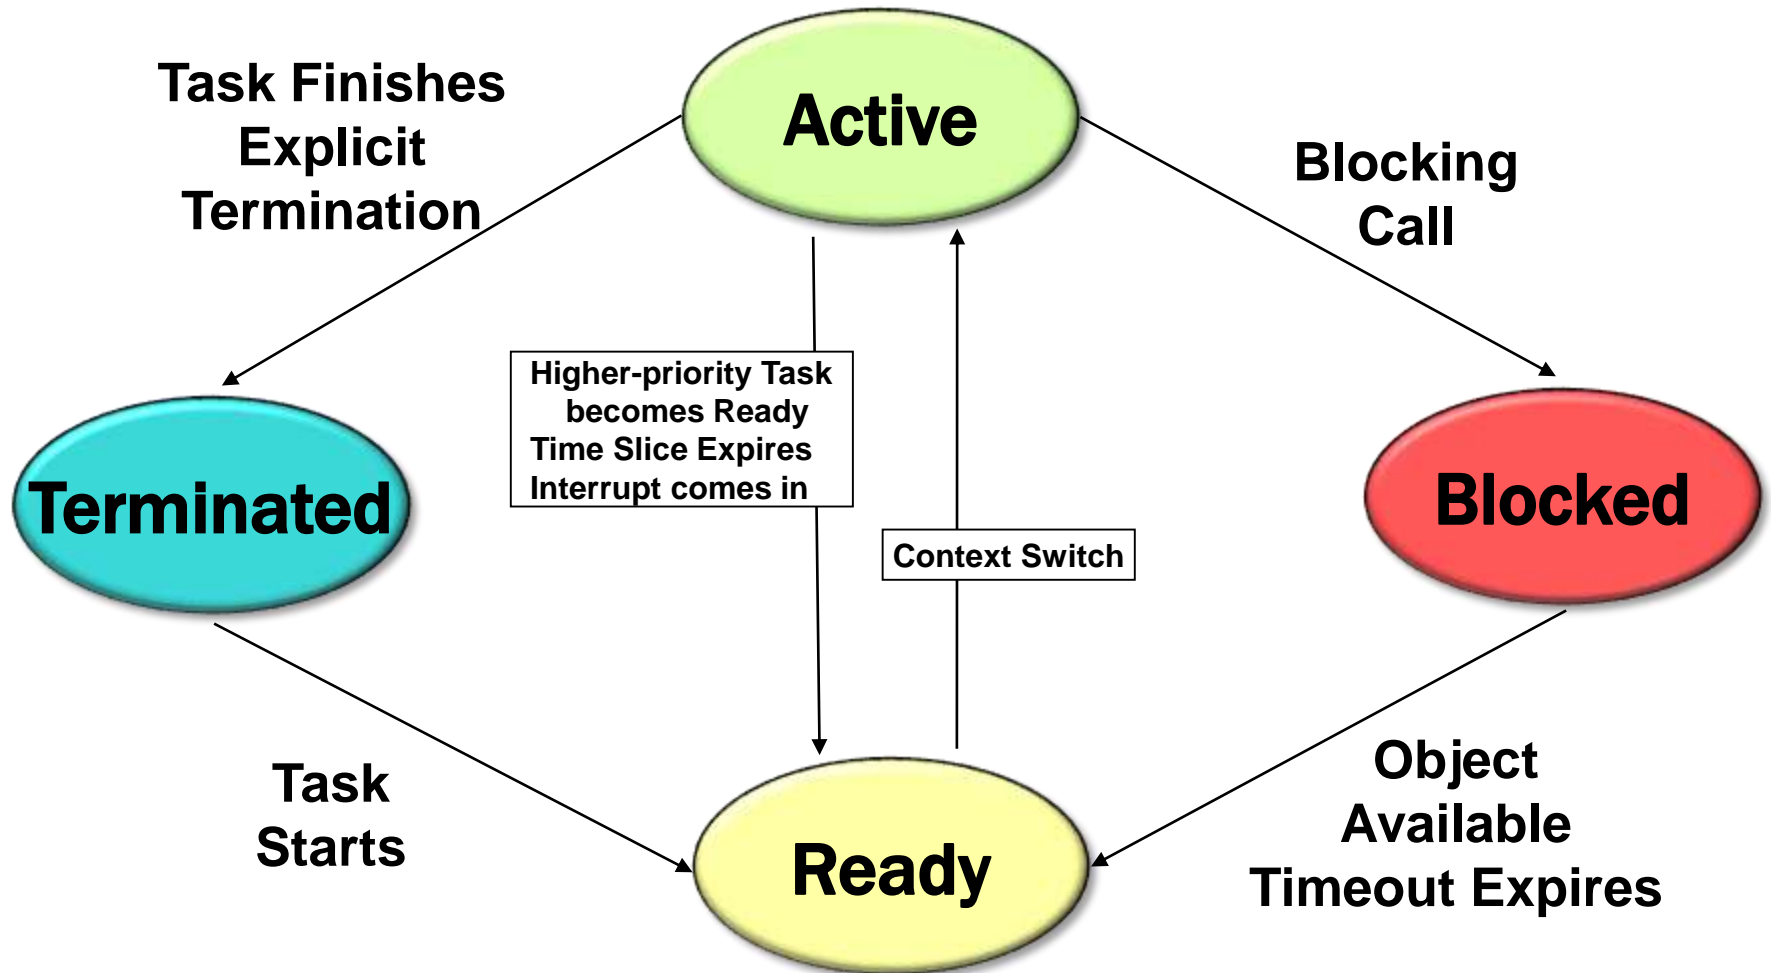 Active
Task Finishes
Explicit
Termination
Blocking
Call
Higher-priority Task
becomes Ready
Time Slice Expires
Interrupt comes in
Terminated
Blocked
Context Switch
Task
Starts
Object
Available
Timeout Expires
Ready